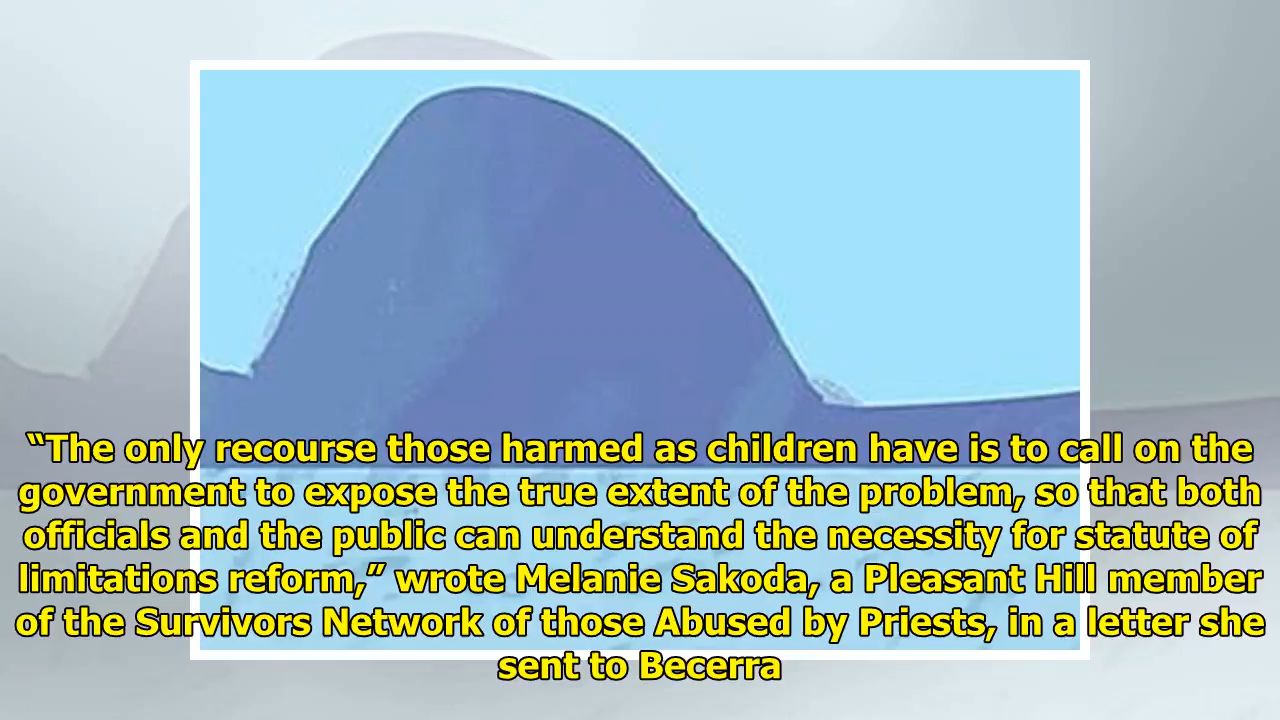 “The only recourse those harmed as children have is to call on the
government to expose the true extent of the problem, so that both
officials and the public can understand the necessity for statute of
limitations reform,” wrote Melanie Sakoda, a Pleasant Hill member
of the Survivors Network of those Abused by Priests, in a letter she
sent to Becerra